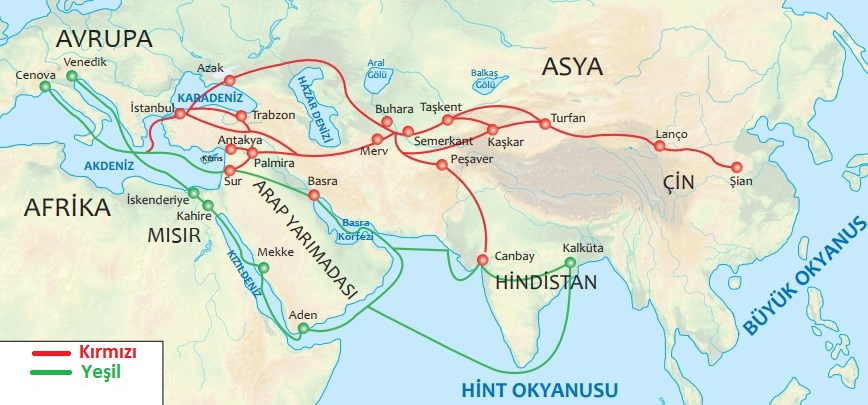 AVRUPA
Venedik
Cenova
Azak
Aral
Gölü
Balkaş
Gölü
ASYA
HAZAR DENİZİ
KARADENİZ
İstanbul
Trabzon
Buhara
Taşkent
Turfan
Antakya
Semerkant
Kaşkar
Lanço
Kıbrıs
Palmira
Merv
Peşaver
AKDENİZ
Sur
Basra
ÇİN
Şian
AFRİKA
İskenderiye
Kahire
ARAP YARIMADASI
Basra
Körfezi
MISIR
Mekke
KIZILDENİZ
Canbay
Kalküta
HİNDİSTAN
BÜYÜK OKYANUS
Aden
Kırmızı
Yeşil
HİNT OKYANUSU